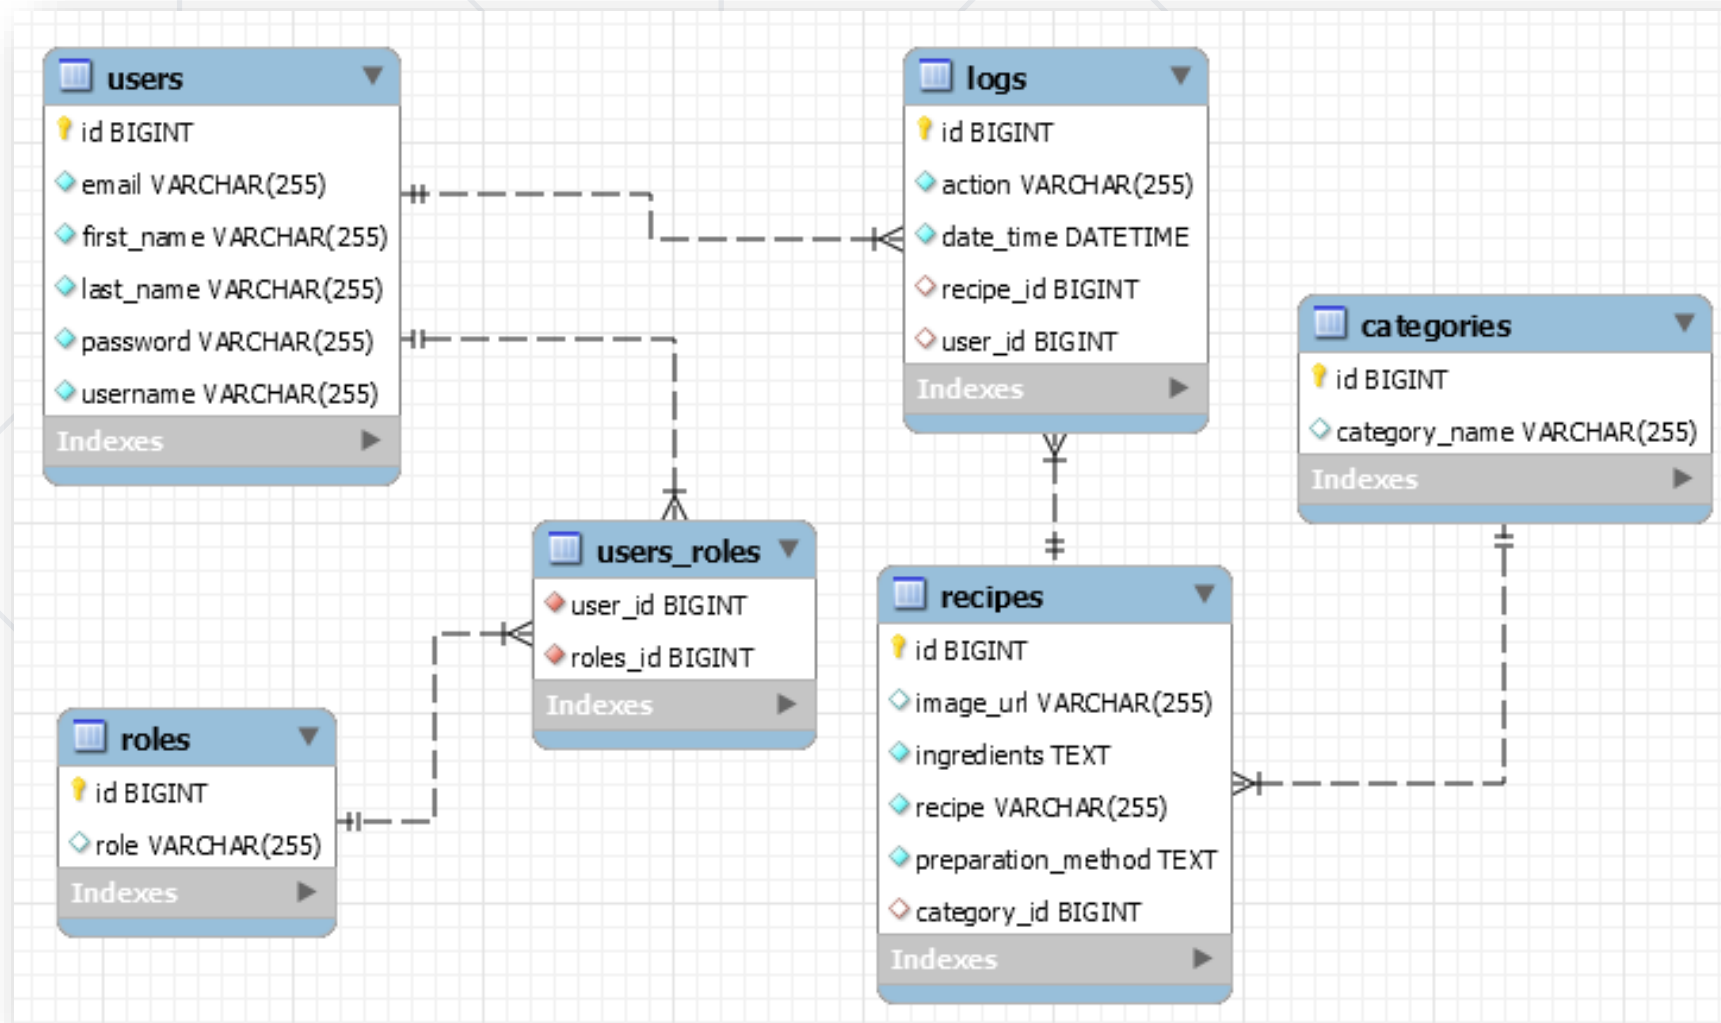 users
id BIGINT
email VARCHAR(255)
first_name VARCHAR(255)
last_name VARCHAR(255)
password VARCHAR(255)
username VARCHAR(255)
Indexes
logs
id BIGINT
action VARCHAR(255)
date_time DATETIME
recipe_id BIGINT
user_id BIGINT
Indexes
categories
id BIGINT
category_name VARCHAR(255)
Indexes
users_roles
user_id BIGINT
roles_id BIGINT
Indexes
recipes
id BIGINT
image_url VARCHAR(255)
ingredients TEXT
recipe VARCHAR(255)
preparation_method TEXT
category_id BIGINT
Indexes
roles
id BIGINT
role VARCHAR(255)
Indexes